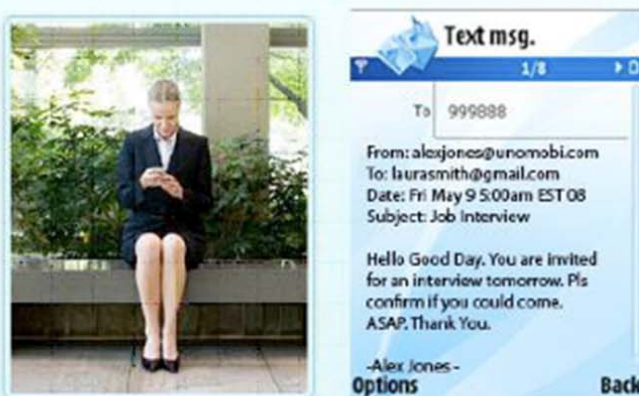 Text msg.
1/8
To 999888
From: alexjones@unomobi.com
To: laurasmith@gmail.com
Date: Fri May 9 5:00am EST 08
Subject: Job Interview
Hello Good Day. You are invited
for an interview tomorrow. Pls
confirm if you could come.
ASAP. Thank You.
-Alex Jones-
Options Back